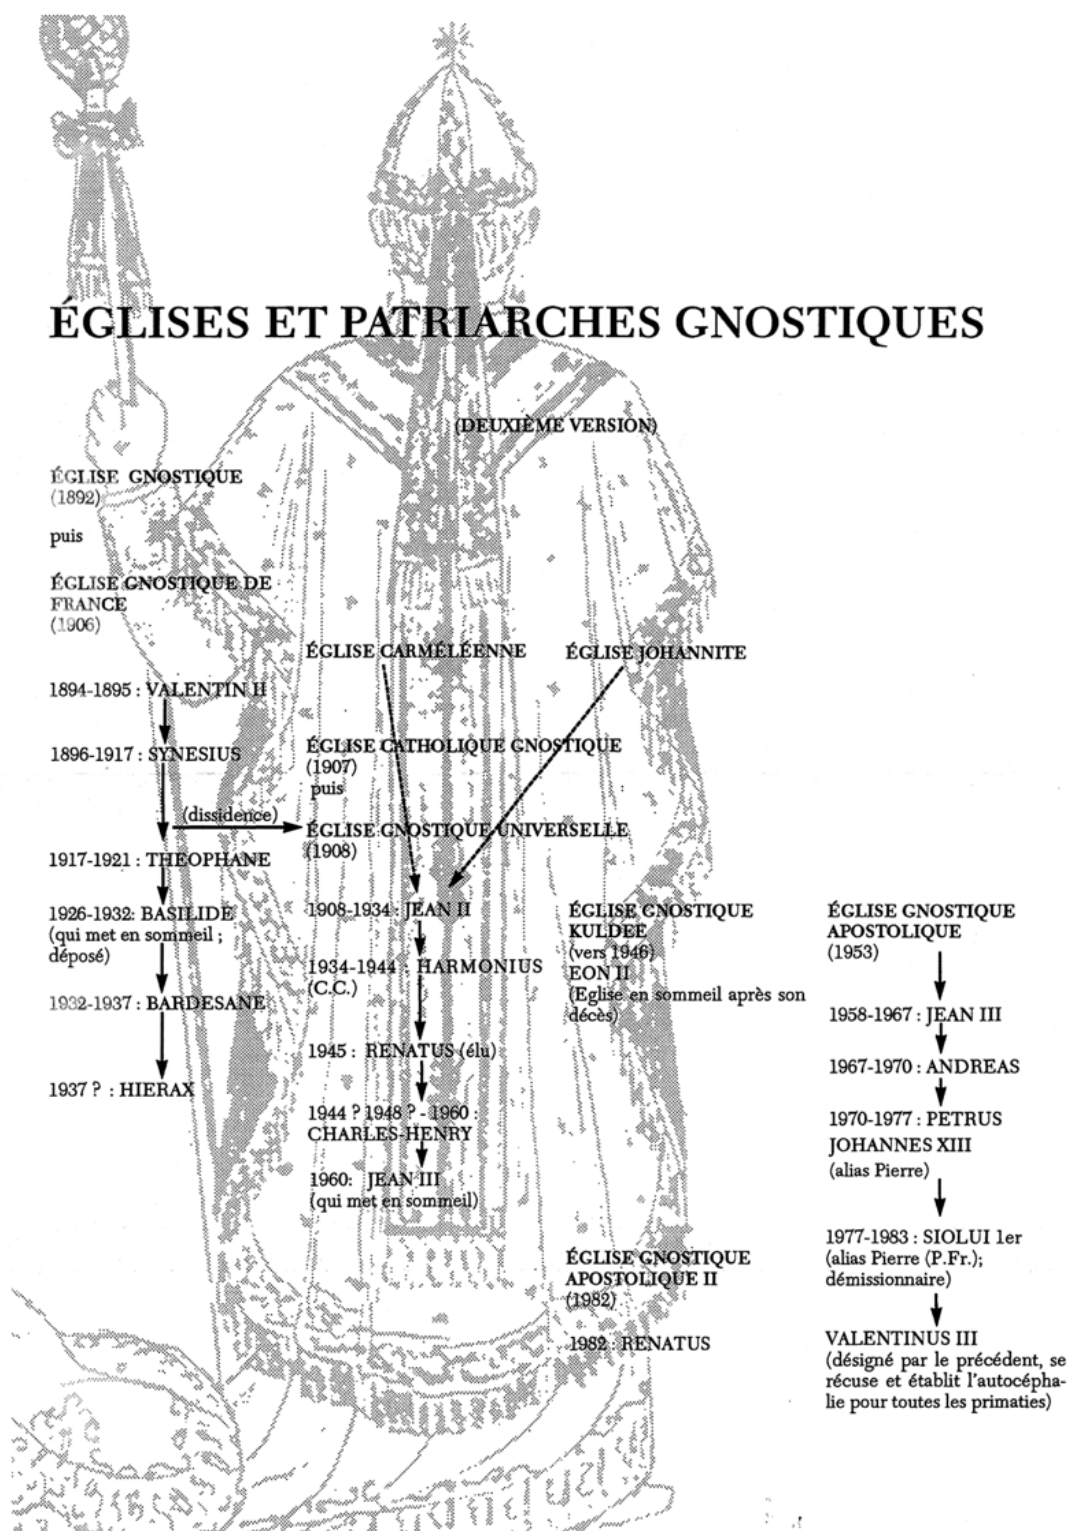 ÉGLISES ET PATRIARCHES GNOSTIQUES
(DEUXIÈME VERSION)
ÉGLISE GNOSTIQUE
(1892)
puis
ÉGLISE GNOSTIQUE DE
FRANCE
(1906)
1894-1895 : VALENTIN II
1896-1917 : SYNESIUS
(dissidence)
1917-1921 : THEOPHANE
1926-1932: BASILIDE
(qui met en sommeil ;
déposé)
1932-1937 : BARDESANE
1937 ? : HIERAX
ÉGLISE CARMÉLÉENNE
ÉGLISE JOHANNITE
ÉGLISE CATHOLIQUE GNOSTIQUE
(1907)
puis
ÉGLISE GNOSTIQUE UNIVERSELLE
(1908)
1908-1934 : JEAN II
1934-1944 : HARMONIUS
(C.C.)
1945 : RENATUS (élu)
1944 ? 1948 ? - 1960 :
CHARLES-HENRY
1960: JEAN III
(qui met en sommeil)
ÉGLISE GNOSTIQUE
KULDEE
(vers 1946)
EON II
(Eglise en sommeil après son
décès)
ÉGLISE GNOSTIQUE
APOSTOLIQUE II
(1982)
1982 : RENATUS
ÉGLISE GNOSTIQUE
APOSTOLIQUE
(1953)
1958-1967 : JEAN III
1967-1970 : ANDREAS
1970-1977 : PETRUS
JOHANNES XIII
(alias Pierre)
1977-1983 : SIOLUI 1er
(alias Pierre (P.Fr.);
démissionnaire)
VALENTINUS III
(désigné par le précédent, se
récuse et établit l'autocépha-
lie pour toutes les primaties)